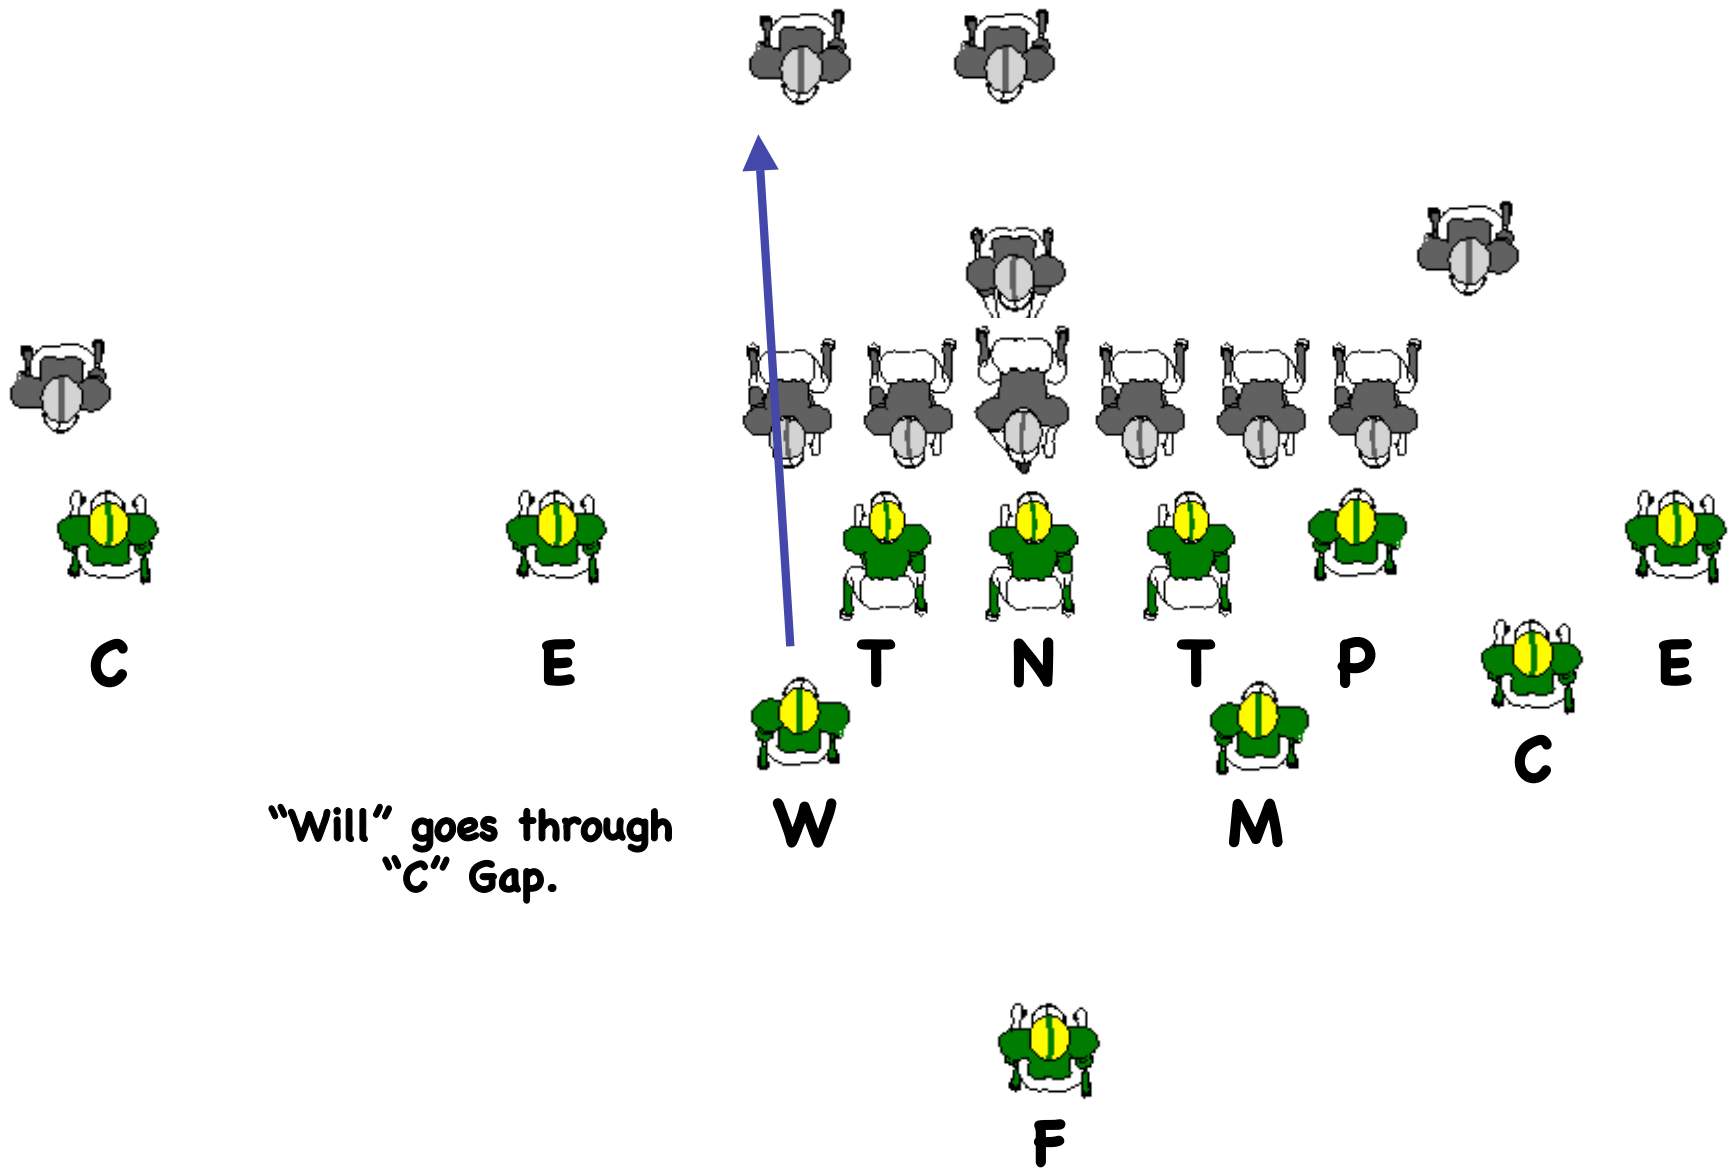 C E T N T P E
C
W M
“Will” goes through
“C” Gap.
F